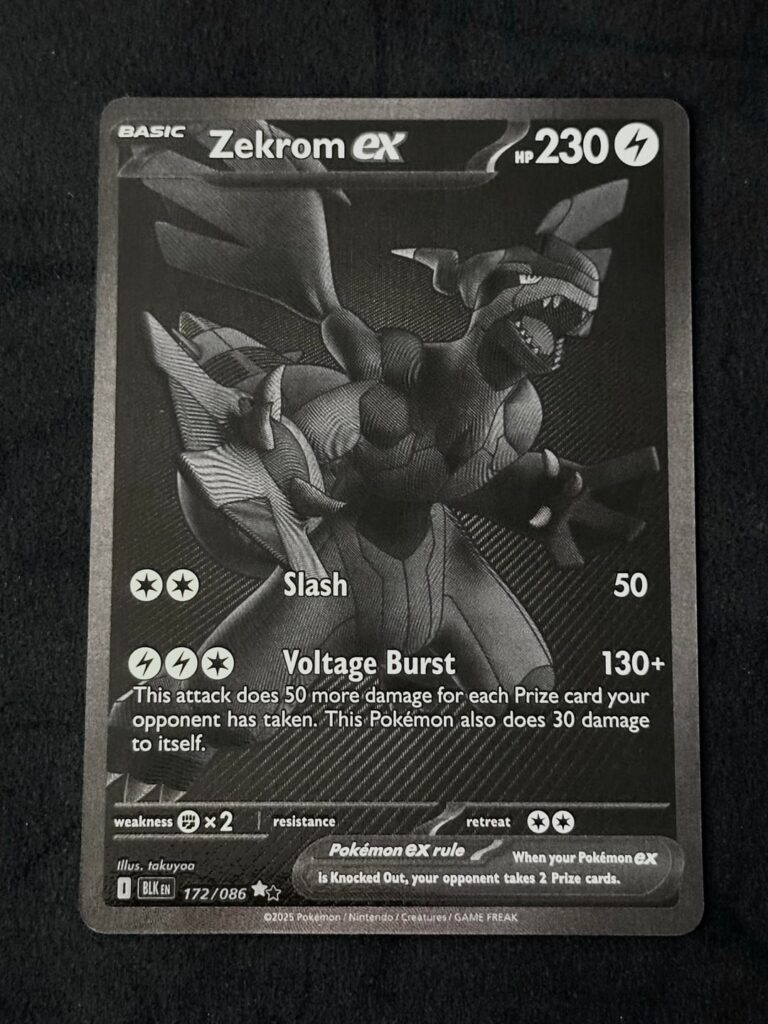 BASIC Zekrom ex HP 230
Slash 50
Voltage Burst 130+
This attack does 50 more damage for each Prize card your
opponent has taken. This Pokémon also does 30 damage
to itself.
weakness ×2 resistance retreat
Pokémon ex rule When your Pokémon ex
is Knocked Out, your opponent takes 2 Prize cards.
Illus. takuyoa
I BLK EN 172/086
©2025 Pokémon / Nintendo / Creatures / GAME FREAK